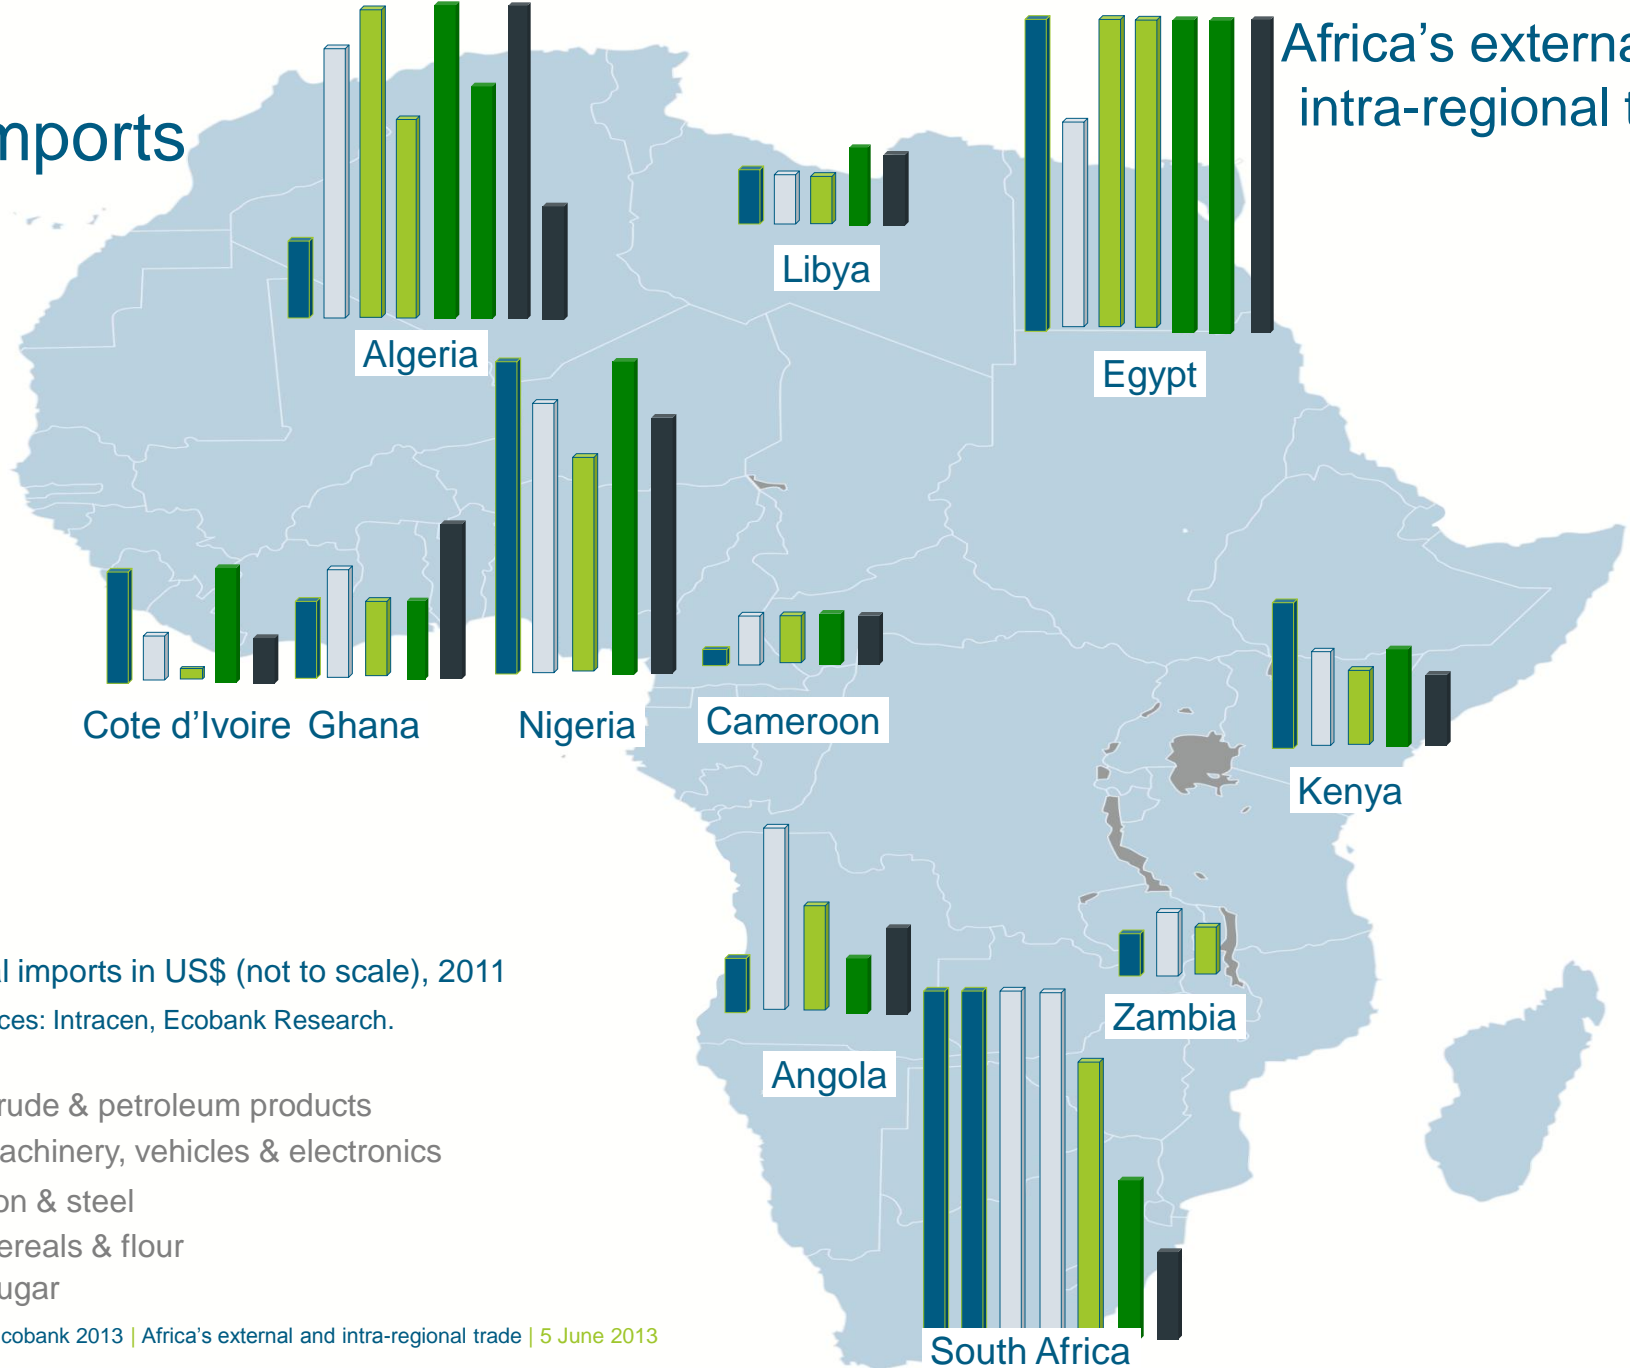 Africa's externa
intra-regional t
mports
Libya
Algeria
Egypt
Cote d'Ivoire
Ghana
Nigeria
Cameroon
Kenya
Zambia
Angola
South Africa
al imports in US$ (not to scale), 2011
ces: Intracen, Ecobank Research.
rude & petroleum products
achinery, vehicles & electronics
on & steel
ereals & flour
ugar
cobank 2013 | Africa's external and intra-regional trade | 5 June 2013